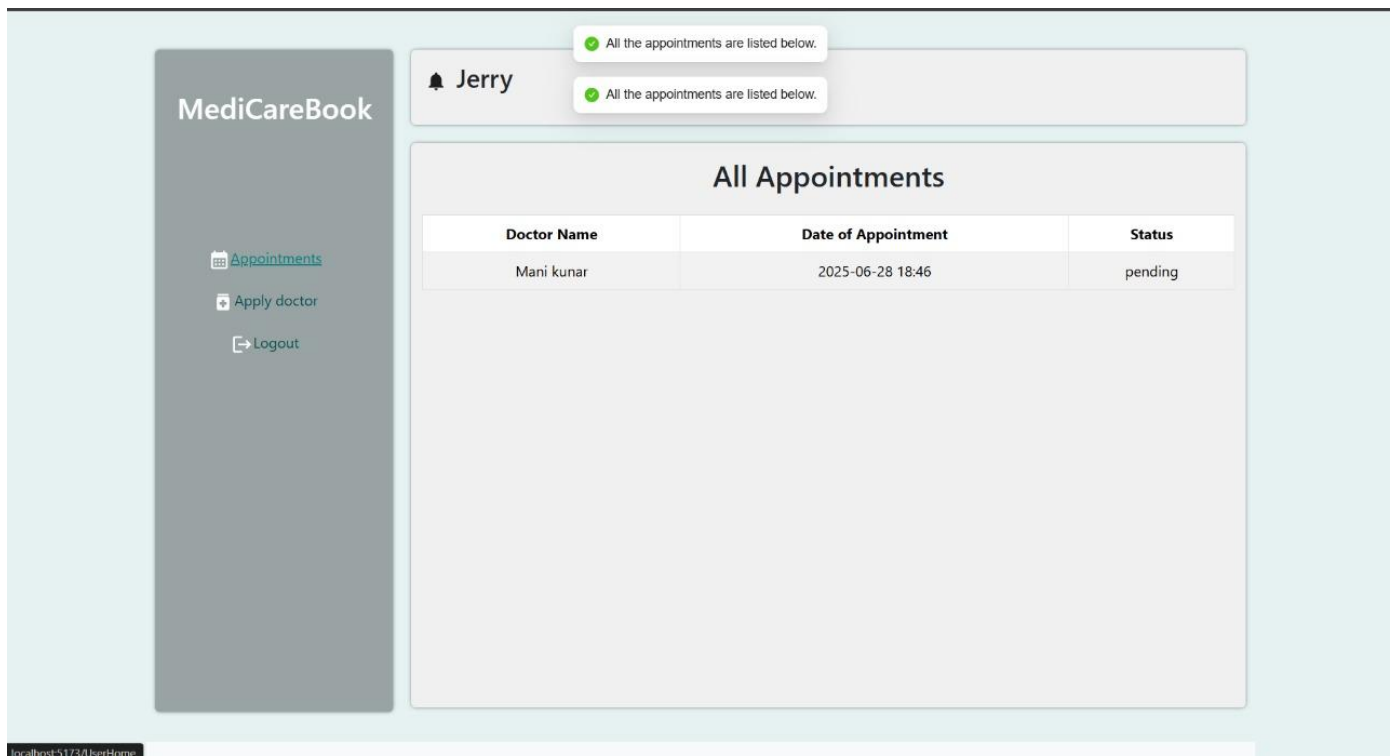 All the appointments are listed below.
Jerry
All the appointments are listed below.
MediCareBook
Appointments
Apply doctor
Logout
All Appointments
Doctor Name Date of Appointment Status
Mani kunar 2025-06-28 18:46 pending
localhost:5173/UserHome